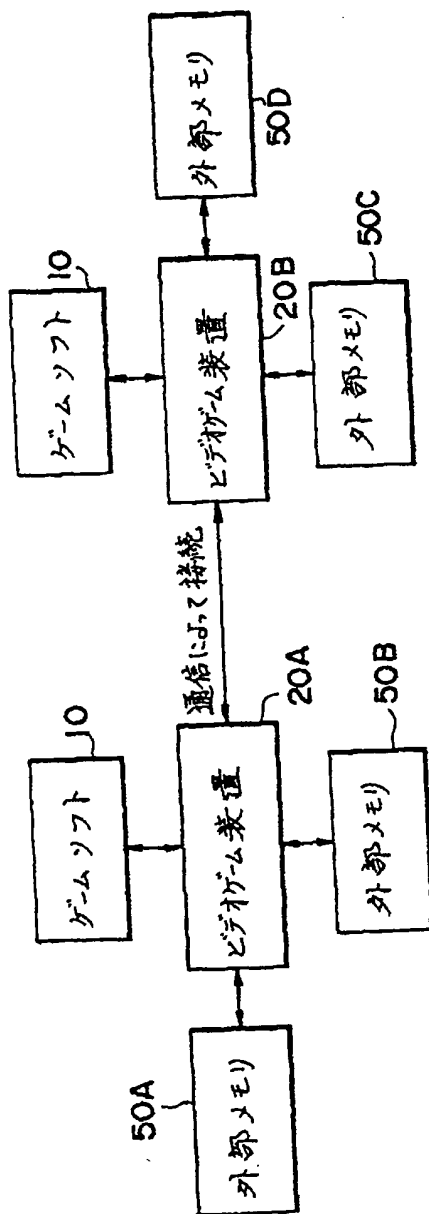 10
ゲームソフト
10
ゲームソフト
50A
外部メモリ
ビデオゲーム装置
20A
通信によって接続
ビデオゲーム装置
20B
外部メモリ
50D
外部メモリ
50B
外部メモリ
50C